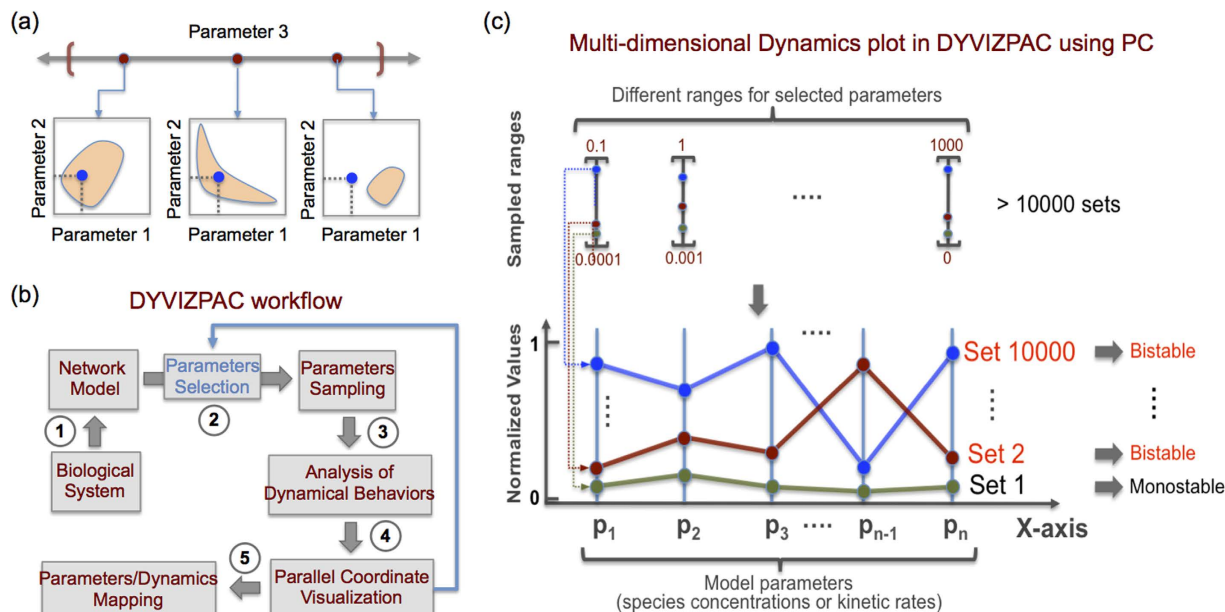 (a)
Parameter 3
Parameter 2
Parameter 1
Parameter 2
Parameter 1
Parameter 2
Parameter 1
(b)
DYVIZPAC workflow
Network
Model
Parameters
Selection
Parameters
Sampling
1
2
3
Biological
System
Analysis of
Dynamical Behaviors
4
5
Parameters/Dynamics
Mapping
Parallel Coordinate
Visualization
(c)
Multi-dimensional Dynamics plot in DYVIZPAC using PC
Different ranges for selected parameters
Sampled ranges
0.1
1
1000
....
> 10000 sets
0.0001
0.001
0
Normalized Values
1
0
....
....
Set 10000
Bistable
....
....
Set 2
Bistable
Set 1
Monostable
p1
p2
p3
....
pn-1
pn
X-axis
Model parameters
(species concentrations or kinetic rates)